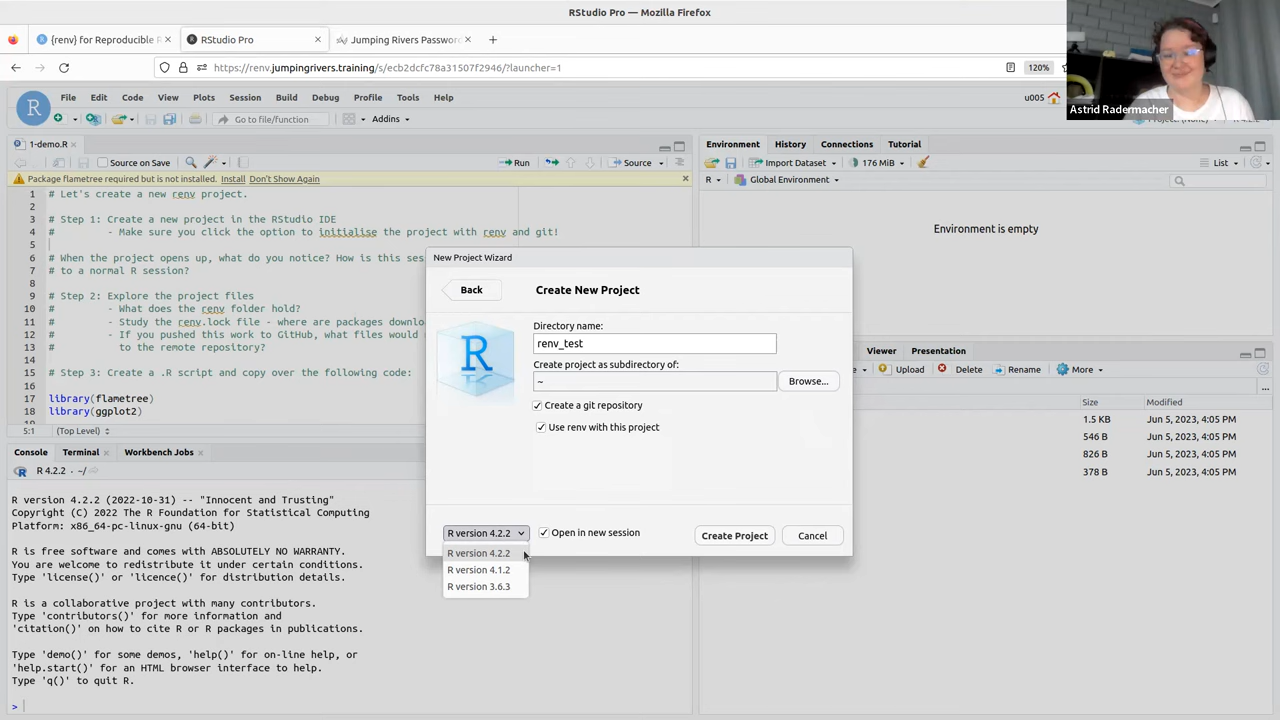 RStudio Pro — Mozilla Firefox
{renv} for Reproducible R
RStudio Pro
Jumping Rivers Password
https://renv.jumpingrivers.training/s/ecb2dcfc78a31507f2946/?launcher=1
120%
Astrid Radermacher
R
File Edit Code View Plots Session Build Debug Profile Tools Help
u005
Go to file/function
Addins
1-demo.R
Source on Save
Run
Source
Package flametree required but is not installed. Install Don't Show Again
1 # Let's create a new renv project.
2
3 # Step 1: Create a new project in the RStudio IDE
4 # - Make sure you click the option to initialise the project with renv and git!
5
6 # When the project opens up, what do you notice? How is this ses
7 # to a normal R session?
8
9 # Step 2: Explore the project files
10 # - What does the renv folder hold?
11 # - Study the renv.lock file - where are packages downlo
12 # - If you pushed this work to GitHub, what files would
13 # to the remote repository?
14
15 # Step 3: Create a .R script and copy over the following code:
16
17 library(flametree)
18 library(ggplot2)
5:1 (Top Level)
Console Terminal Workbench Jobs
R 4.2.2 · ~/
R version 4.2.2 (2022-10-31) -- "Innocent and Trusting"
Copyright (C) 2022 The R Foundation for Statistical Computing
Platform: x86_64-pc-linux-gnu (64-bit)
R is free software and comes with ABSOLUTELY NO WARRANTY.
You are welcome to redistribute it under certain conditions.
Type 'license()' or 'licence()' for distribution details.
R is a collaborative project with many contributors.
Type 'contributors()' for more information and
'citation()' on how to cite R or R packages in publications.
Type 'demo()' for some demos, 'help()' for on-line help, or
'help.start()' for an HTML browser interface to help.
Type 'q()' to quit R.
>
New Project Wizard
Back
Create New Project
R
Directory name:
renv_test
Create project as subdirectory of:
~
Browse...
Create a git repository
Use renv with this project
R version 4.2.2
Open in new session
Create Project
Cancel
R version 4.2.2
R version 4.1.2
R version 3.6.3
Environment History Connections Tutorial
Import Dataset
176 MiB
List
R
Global Environment
Environment is empty
Viewer Presentation
Upload Delete Rename More
Size Modified
1.5 KB Jun 5, 2023, 4:05 PM
546 B Jun 5, 2023, 4:05 PM
826 B Jun 5, 2023, 4:05 PM
378 B Jun 5, 2023, 4:05 PM